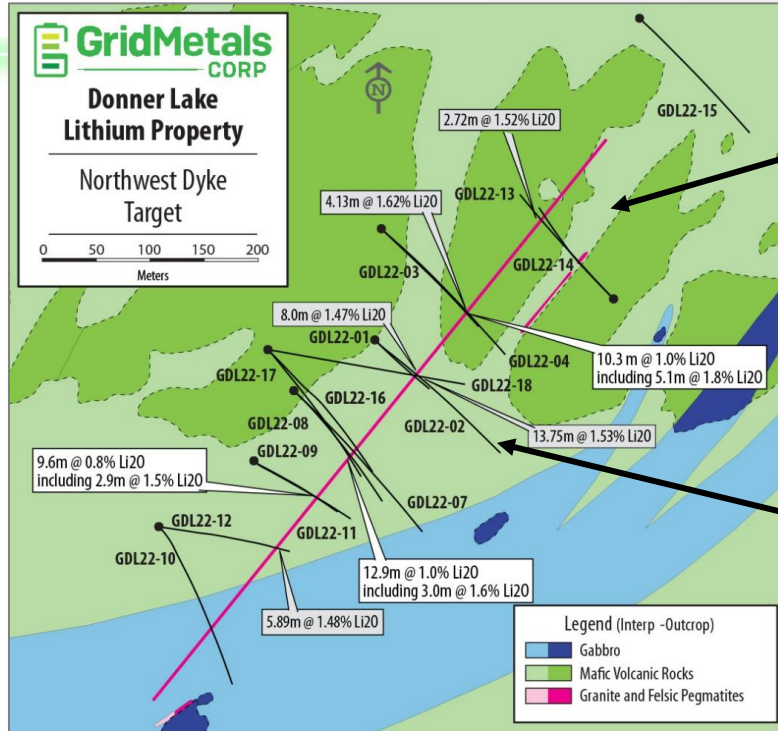 GridMetals
CORP
Donner Lake
Lithium Property
Northwest Dyke
Target
0 50 100 150 200
Meters
N
GDL22-15
2.72m @ 1.52% Li20
GDL22-13
4.13m @ 1.62% Li20
GDL22-14
GDL22-03
8.0m @ 1.47% Li20
GDL22-01
GDL22-04
10.3 m @ 1.0% Li20
including 5.1m @ 1.8% Li20
GDL22-17
GDL22-18
GDL22-16
GDL22-08
GDL22-02
13.75m @ 1.53% Li20
GDL22-09
9.6m @ 0.8% Li20
including 2.9m @ 1.5% Li20
GDL22-07
GDL22-12
GDL22-11
GDL22-10
12.9m @ 1.0% Li20
including 3.0m @ 1.6% Li20
5.89m @ 1.48% Li20
Legend (Interp -Outcrop)
Gabbro
Mafic Volcanic Rocks
Granite and Felsic Pegmatites